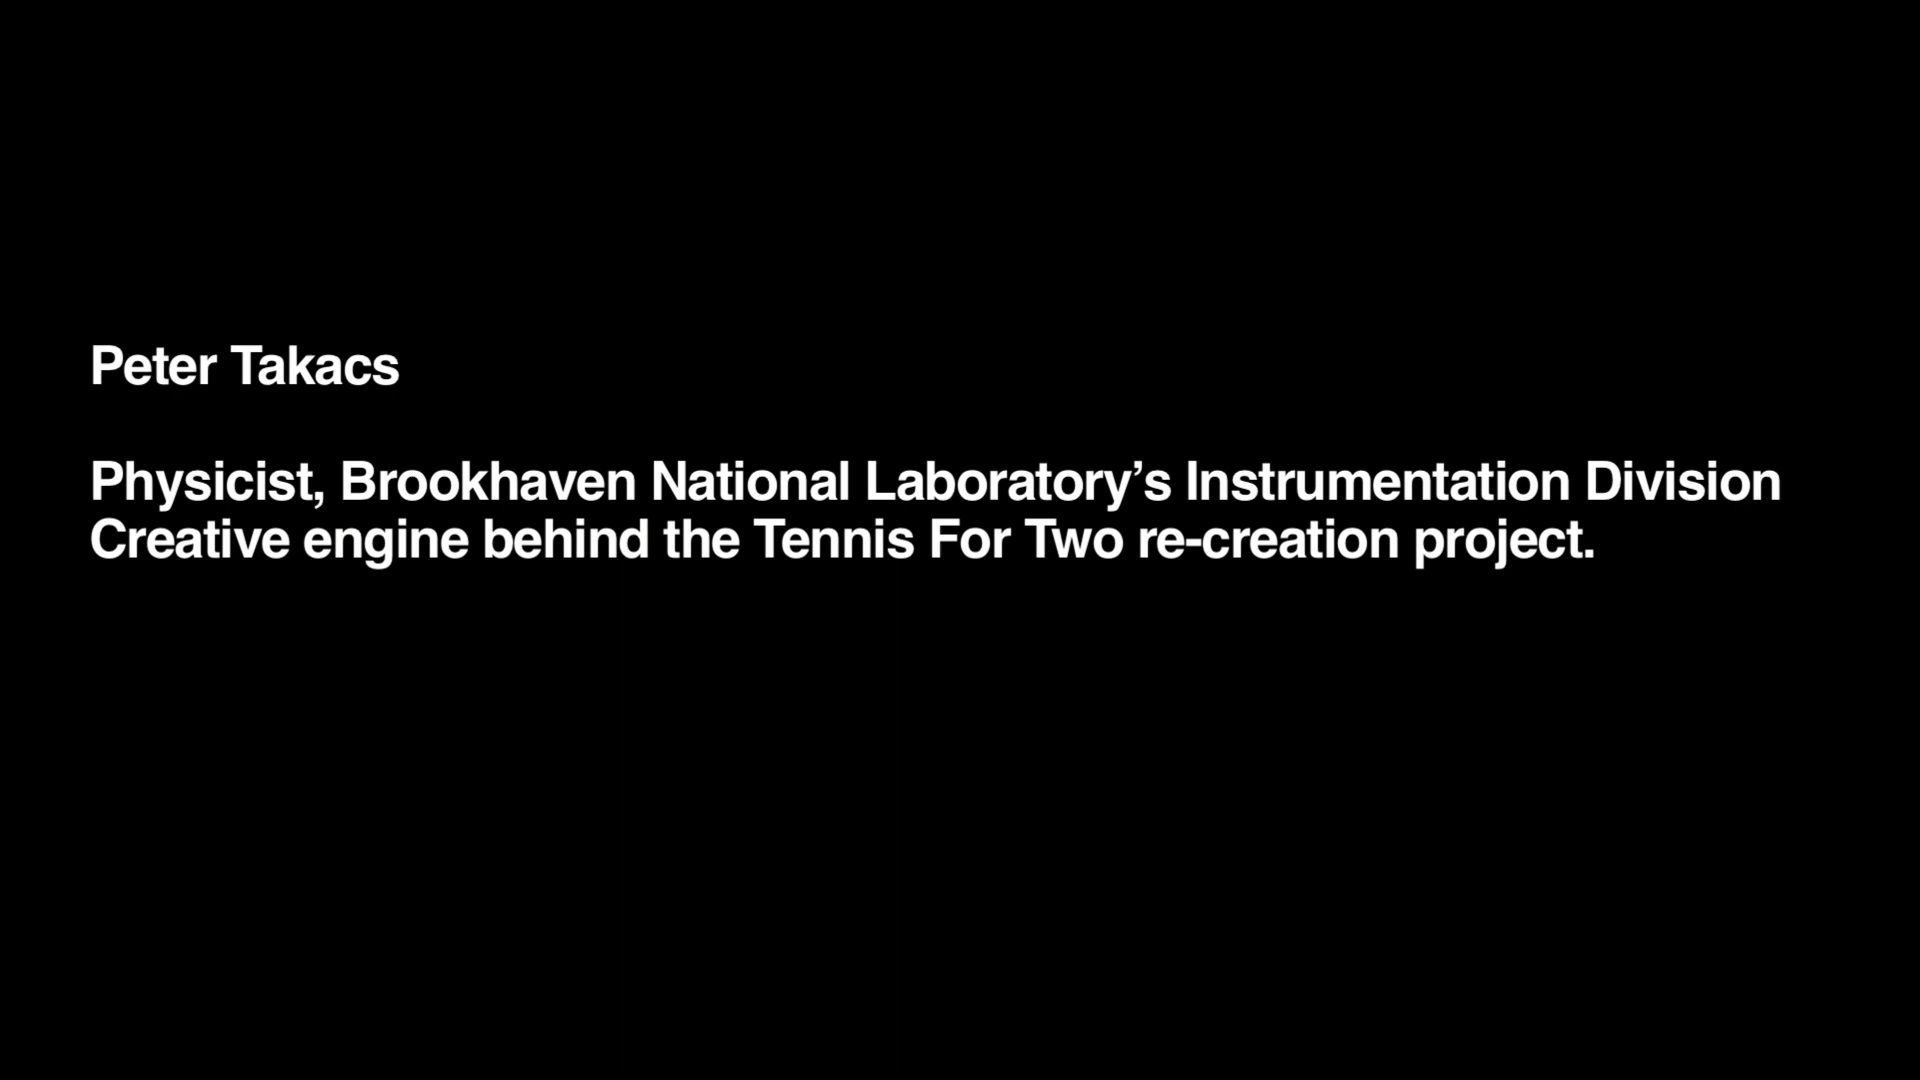 Peter Takacs
Physicist, Brookhaven National Laboratory’s Instrumentation Division
Creative engine behind the Tennis For Two re-creation project.